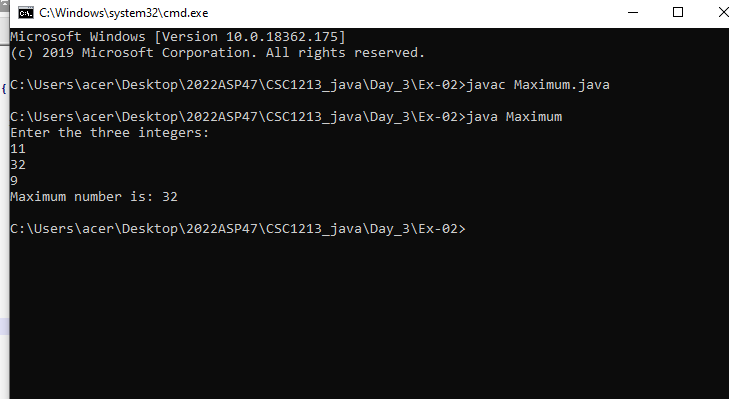 C:\Windows\system32\cmd.exe
Microsoft Windows [Version 10.0.18362.175]
(c) 2019 Microsoft Corporation. All rights reserved.
C:\Users\acer\Desktop\2022ASP47\CSC1213_java\Day_3\Ex-02>javac Maximum.java
{
C:\Users\acer\Desktop\2022ASP47\CSC1213_java\Day_3\Ex-02>java Maximum
Enter the three integers:
11
32
9
Maximum number is: 32
C:\Users\acer\Desktop\2022ASP47\CSC1213_java\Day_3\Ex-02>